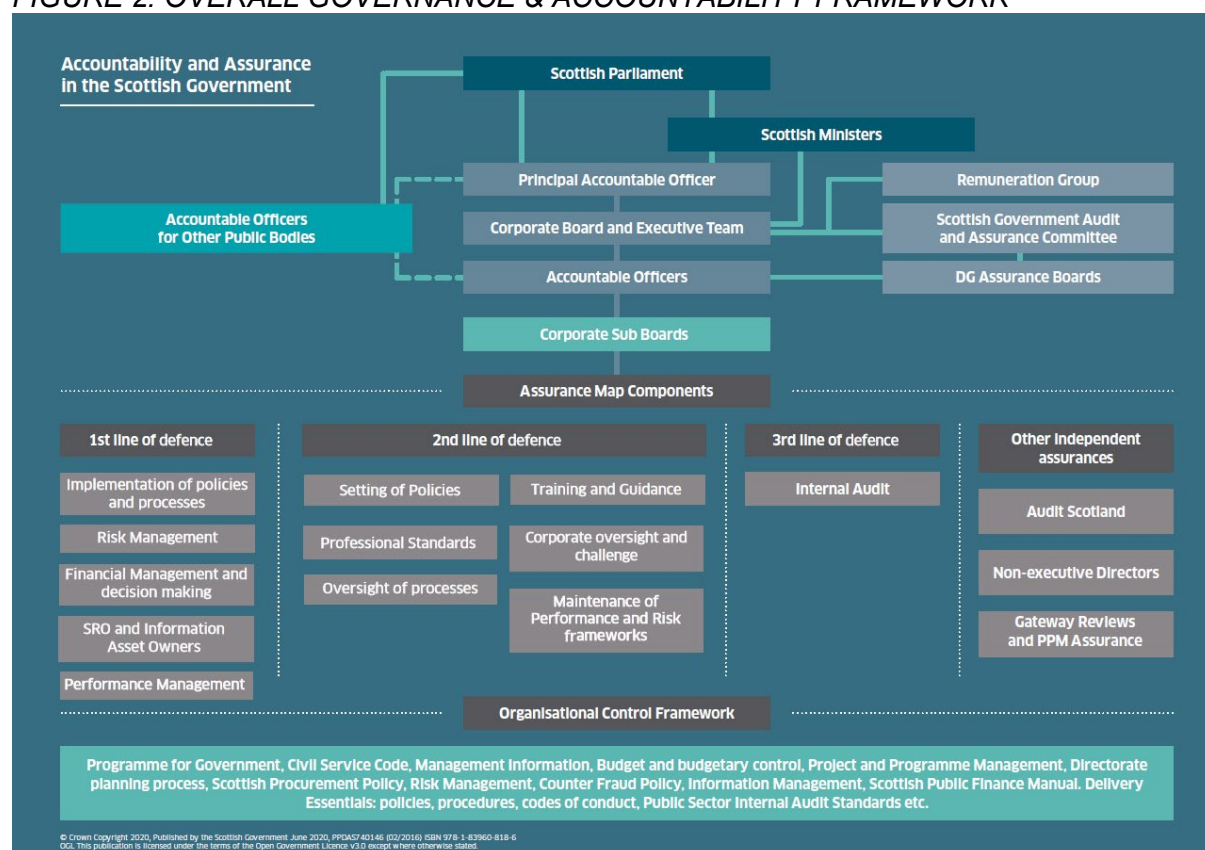 FIGURE 2: OVERALL GOVERNANCE & ACCOUNTABILITY FRAMEWORK
Accountability and Assurance
in the Scottish Government
Scottish Parliament
Scottish Ministers
Principal Accountable Officer
Remuneration Group
Accountable Officers
for Other Public Bodies
Corporate Board and Executive Team
Scottish Government Audit
and Assurance Committee
Accountable Officers
DG Assurance Boards
Corporate Sub Boards
Assurance Map Components
1st line of defence
Implementation of policies
and processes
Risk Management
Financial Management and
decision making
SRO and Information
Asset Owners
Performance Management
2nd line of defence
Setting of Policies
Professional Standards
Oversight of processes
Training and Guidance
Corporate oversight and
challenge
Maintenance of
Performance and Risk
frameworks
3rd line of defence
Internal Audit
Other independent
assurances
Audit Scotland
Non-executive Directors
Gateway Reviews
and PPM Assurance
Organisational Control Framework
Programme for Government, Civil Service Code, Management Information, Budget and budgetary control, Project and Programme Management, Directorate
planning process, Scottish Procurement Policy, Risk Management, Counter Fraud Policy, Information Management, Scottish Public Finance Manual. Delivery
Essentials: policies, procedures, codes of conduct, Public Sector Internal Audit Standards etc.
© Crown Copyright 2020, Published by the Scottish Government June 2020, PPDAS740146 (02/2016) ISBN 978-1-83960-818-6
OGL This publication is licensed under the terms of the Open Government Licence v3.0 except where otherwise stated.